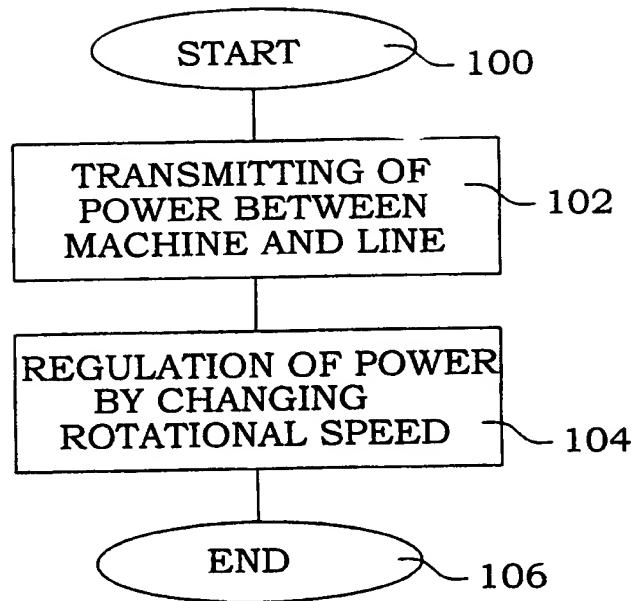 START 100
TRANSMITTING OF
POWER BETWEEN 102
MACHINE AND LINE
REGULATION OF POWER
BY CHANGING
ROTATIONAL SPEED 104
END 106